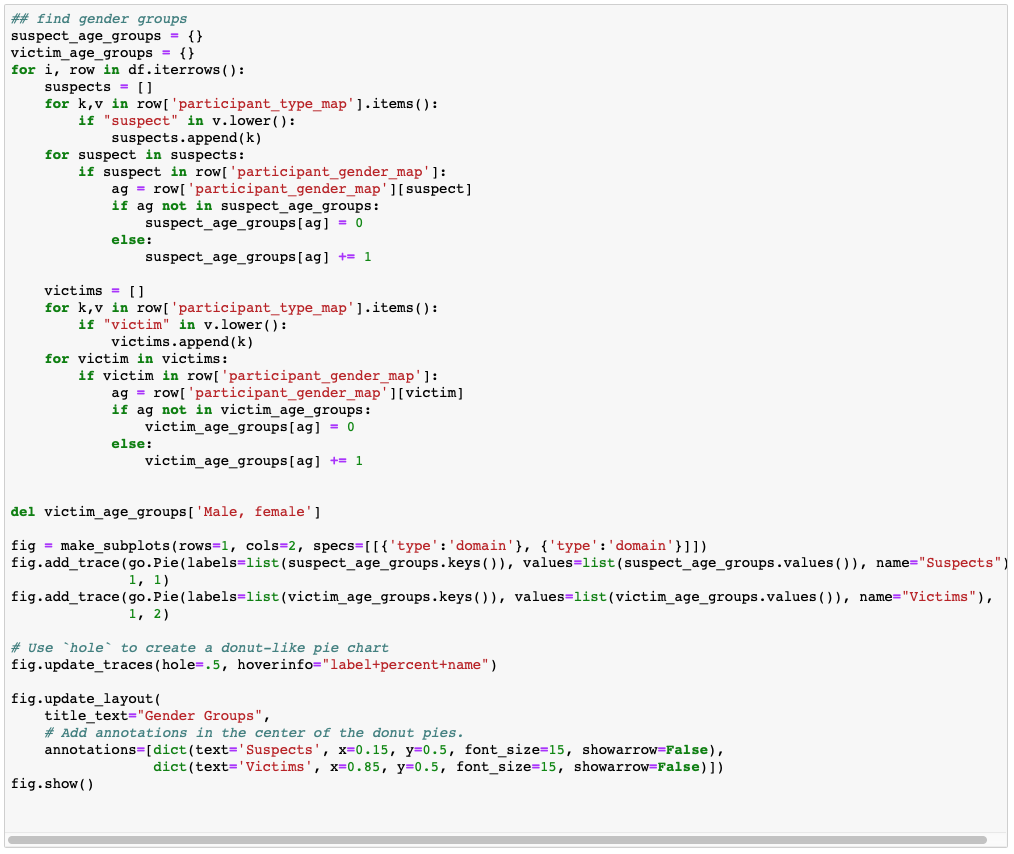 ## find gender groups
suspect_age_groups = {}
victim_age_groups = {}
for i, row in df.iterrows():
    suspects = []
    for k,v in row['participant_type_map'].items():
        if "suspect" in v.lower():
            suspects.append(k)
    for suspect in suspects:
        if suspect in row['participant_gender_map']:
            ag = row['participant_gender_map'][suspect]
            if ag not in suspect_age_groups:
                suspect_age_groups[ag] = 0
            else:
                suspect_age_groups[ag] += 1

    victims = []
    for k,v in row['participant_type_map'].items():
        if "victim" in v.lower():
            victims.append(k)
    for victim in victims:
        if victim in row['participant_gender_map']:
            ag = row['participant_gender_map'][victim]
            if ag not in victim_age_groups:
                victim_age_groups[ag] = 0
            else:
                victim_age_groups[ag] += 1


del victim_age_groups['Male, female']

fig = make_subplots(rows=1, cols=2, specs=[[{'type':'domain'}, {'type':'domain'}]])
fig.add_trace(go.Pie(labels=list(suspect_age_groups.keys()), values=list(suspect_age_groups.values()), name="Suspects")
              1, 1)
fig.add_trace(go.Pie(labels=list(victim_age_groups.keys()), values=list(victim_age_groups.values()), name="Victims"),
              1, 2)

# Use `hole` to create a donut-like pie chart
fig.update_traces(hole=.5, hoverinfo="label+percent+name")

fig.update_layout(
    title_text="Gender Groups",
    # Add annotations in the center of the donut pies.
    annotations=[dict(text='Suspects', x=0.15, y=0.5, font_size=15, showarrow=False),
                 dict(text='Victims', x=0.85, y=0.5, font_size=15, showarrow=False)])
fig.show()